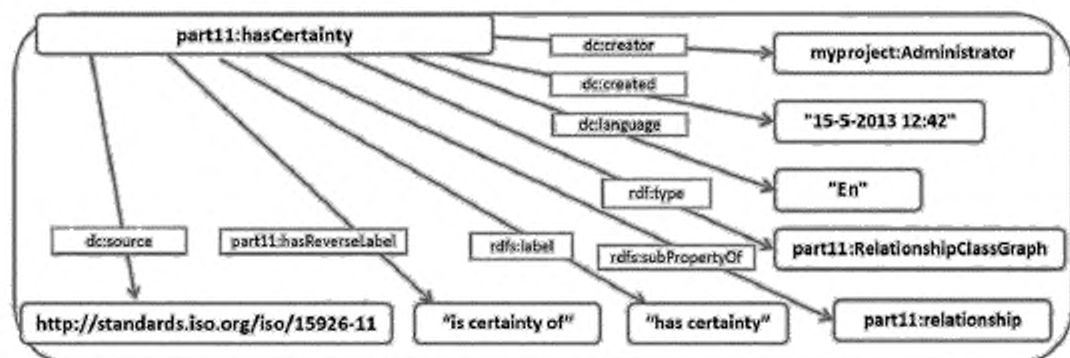 part11:hasCertainty
dc:creator
myproject:Administrator
dc:created
"15-5-2013 12:42"
dc:language
"En"
rdf:type
part11:RelationshipClassGraph
dc:source
part11:hasReverseLabel
rdfs:label
rdfs:subPropertyOf
http://standards.iso.org/iso/15926-11
"is certainty of"
"has certainty"
part11:relationship